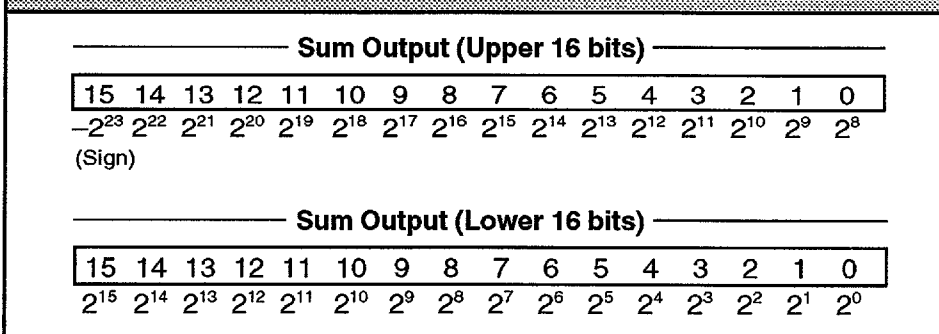 Sum Output (Upper 16 bits)
15 14 13 12 11 10 9 8 7 6 5 4 3 2 1 0
–2²³ 2²² 2²¹ 2²⁰ 2¹⁹ 2¹⁸ 2¹⁷ 2¹⁶ 2¹⁵ 2¹⁴ 2¹³ 2¹² 2¹¹ 2¹⁰ 2⁹ 2⁸
(Sign)
Sum Output (Lower 16 bits)
15 14 13 12 11 10 9 8 7 6 5 4 3 2 1 0
2¹⁵ 2¹⁴ 2¹³ 2¹² 2¹¹ 2¹⁰ 2⁹ 2⁸ 2⁷ 2⁶ 2⁵ 2⁴ 2³ 2² 2¹ 2⁰